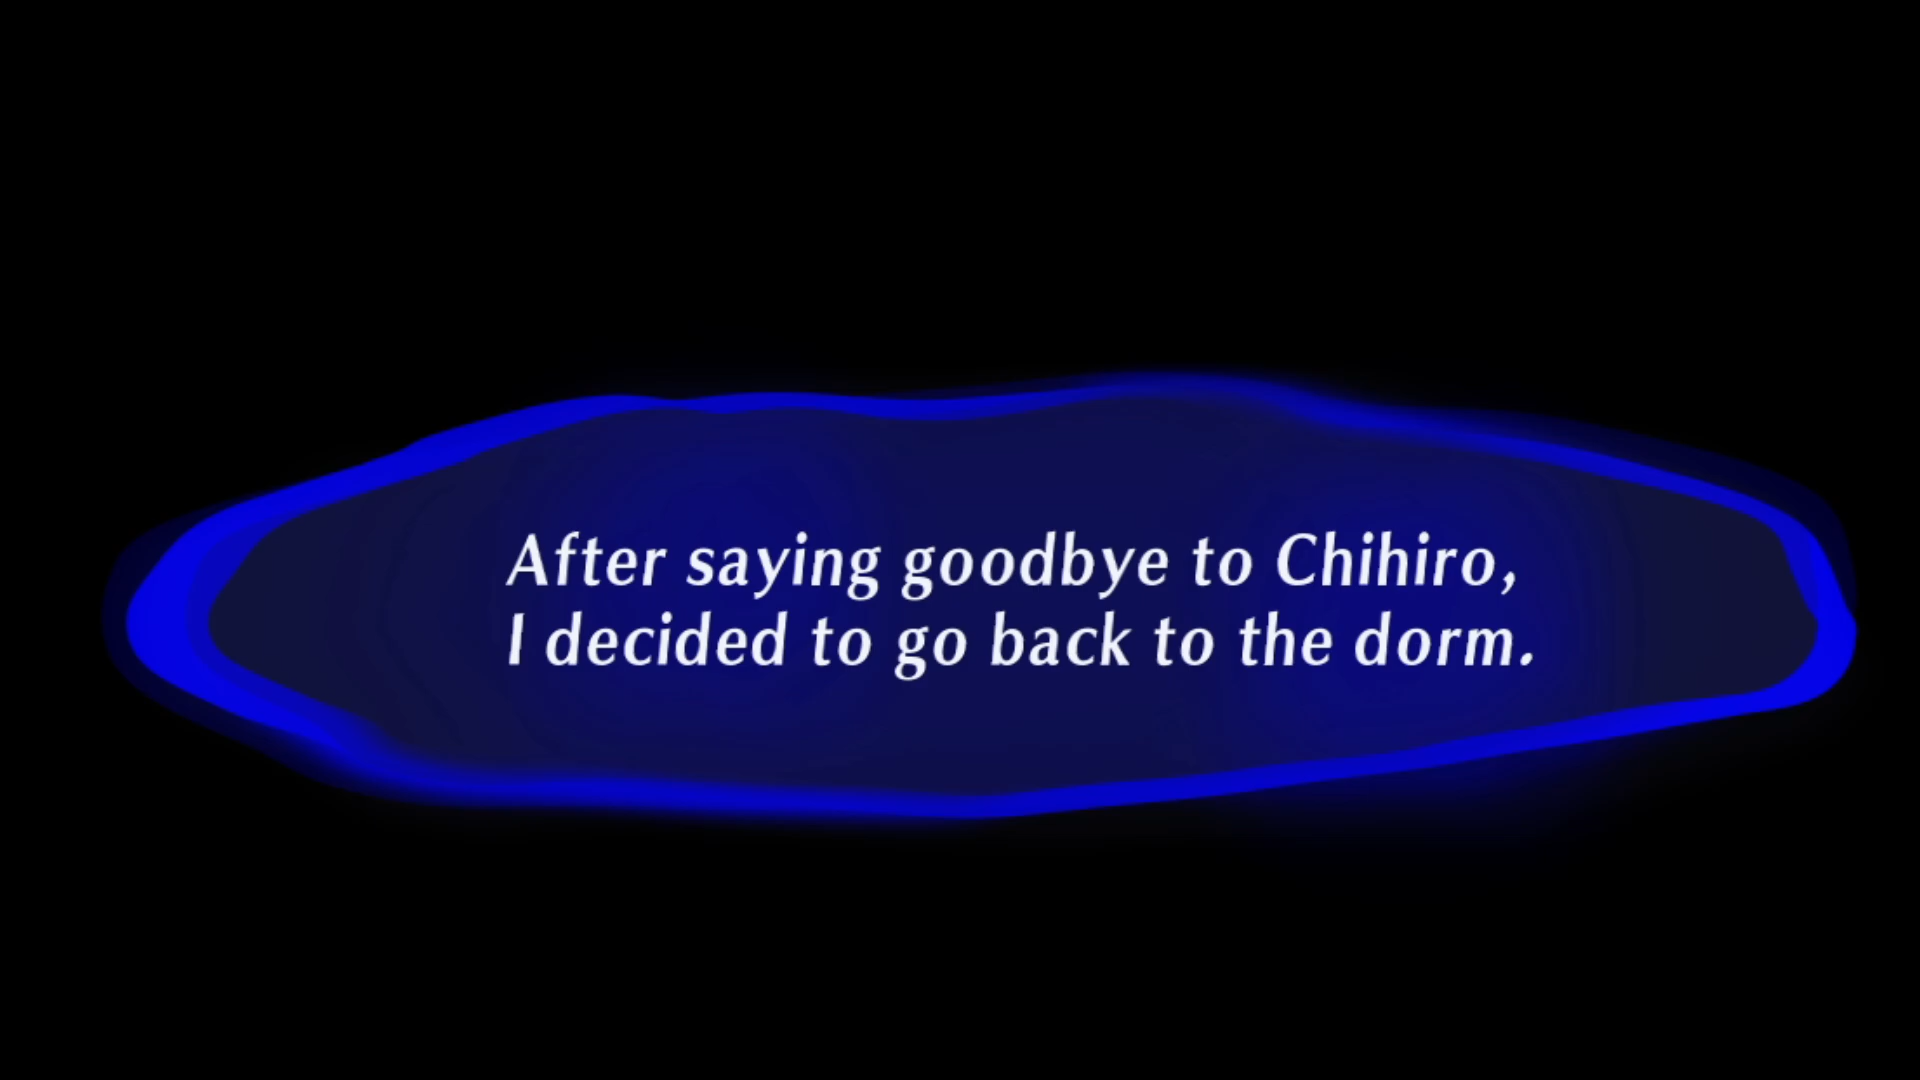 After saying goodbye to Chihiro,
I decided to go back to the dorm.